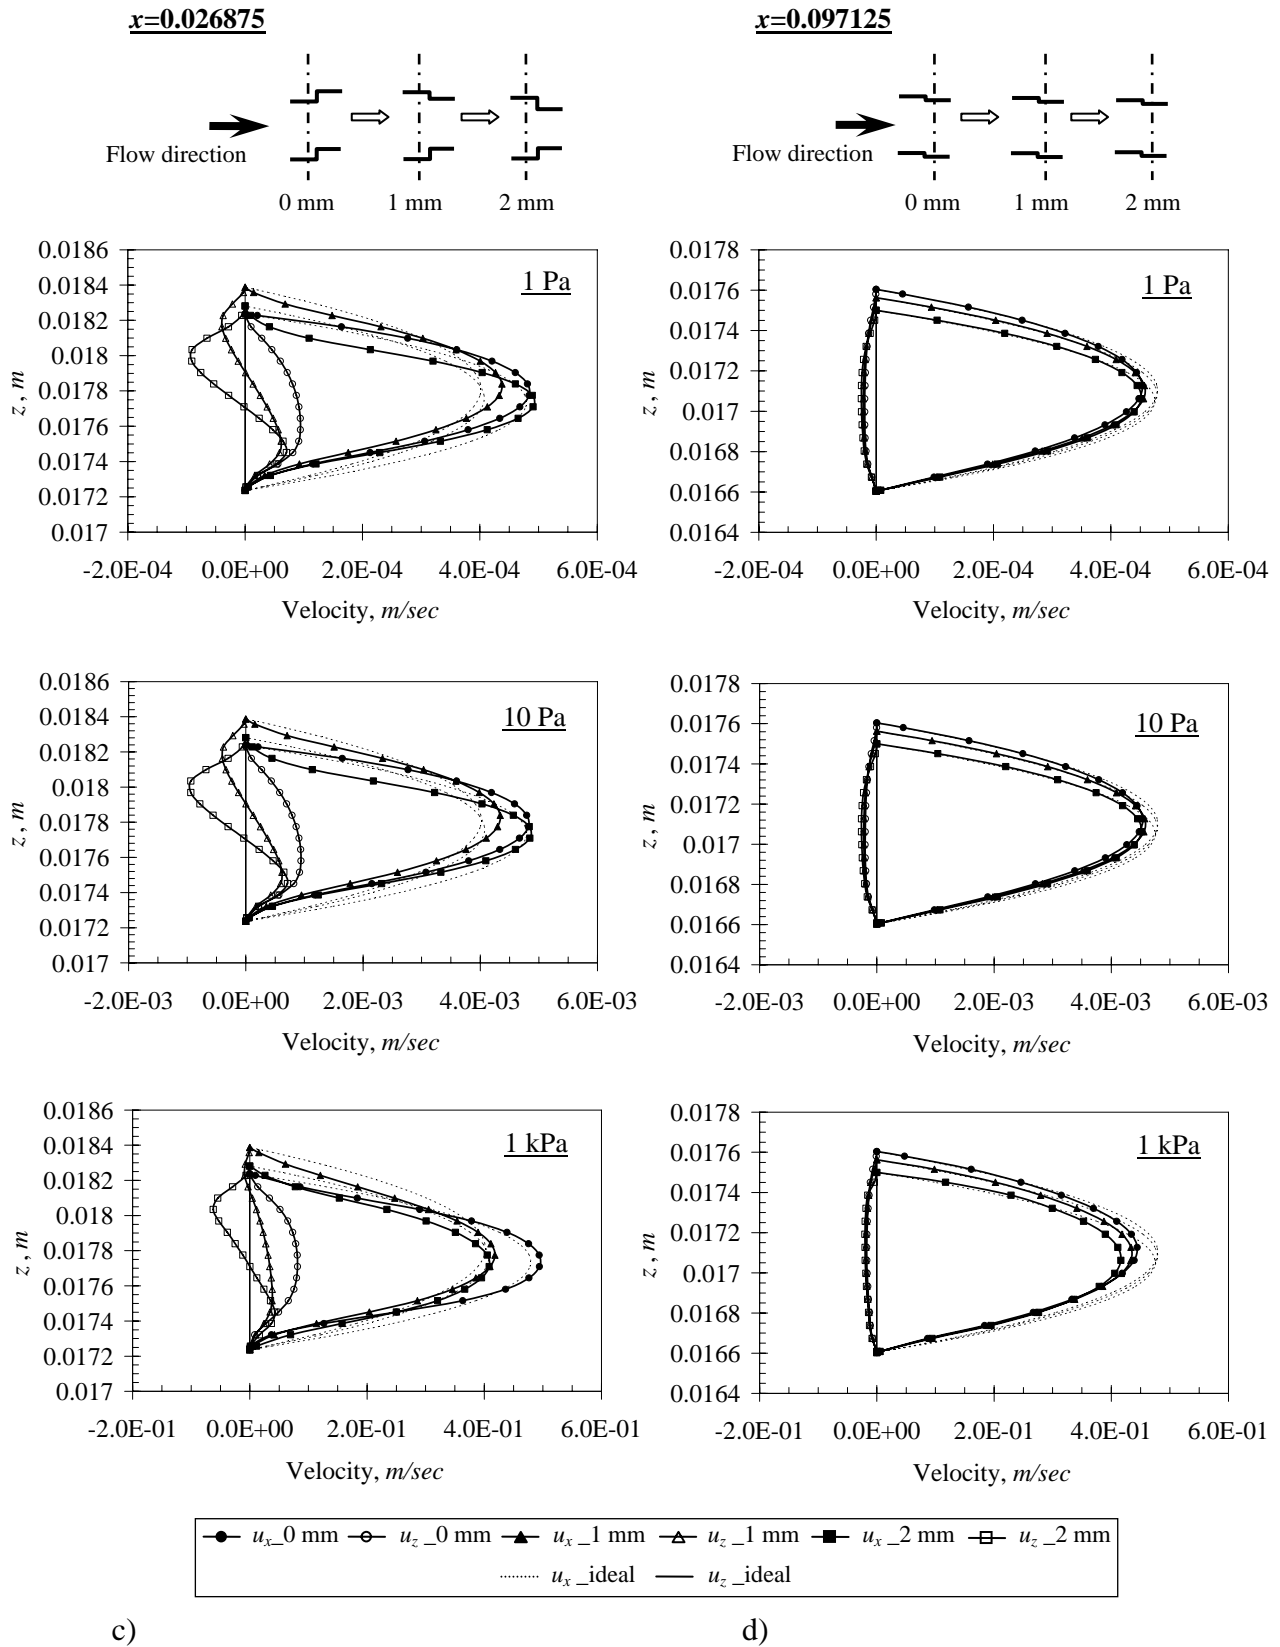 x=0.026875
x=0.097125
Flow direction
0 mm
1 mm
2 mm
Flow direction
0 mm
1 mm
2 mm
1 Pa
z , m
0.0186
0.0184
0.0182
0.018
0.0178
0.0176
0.0174
0.0172
0.017
-2.0E-04 0.0E+00 2.0E-04 4.0E-04 6.0E-04
Velocity, m/sec
1 Pa
z , m
0.0178
0.0176
0.0174
0.0172
0.017
0.0168
0.0166
0.0164
-2.0E-04 0.0E+00 2.0E-04 4.0E-04 6.0E-04
Velocity, m/sec
10 Pa
z , m
0.0186
0.0184
0.0182
0.018
0.0178
0.0176
0.0174
0.0172
0.017
-2.0E-03 0.0E+00 2.0E-03 4.0E-03 6.0E-03
Velocity, m/sec
10 Pa
z , m
0.0178
0.0176
0.0174
0.0172
0.017
0.0168
0.0166
0.0164
-2.0E-03 0.0E+00 2.0E-03 4.0E-03 6.0E-03
Velocity, m/sec
1 kPa
z , m
0.0186
0.0184
0.0182
0.018
0.0178
0.0176
0.0174
0.0172
0.017
-2.0E-01 0.0E+00 2.0E-01 4.0E-01 6.0E-01
Velocity, m/sec
1 kPa
z , m
0.0178
0.0176
0.0174
0.0172
0.017
0.0168
0.0166
0.0164
-2.0E-01 0.0E+00 2.0E-01 4.0E-01 6.0E-01
Velocity, m/sec
ux_0 mm uz_0 mm ux_1 mm uz_1 mm ux_2 mm uz_2 mm
ux_ideal uz_ideal
c)
d)